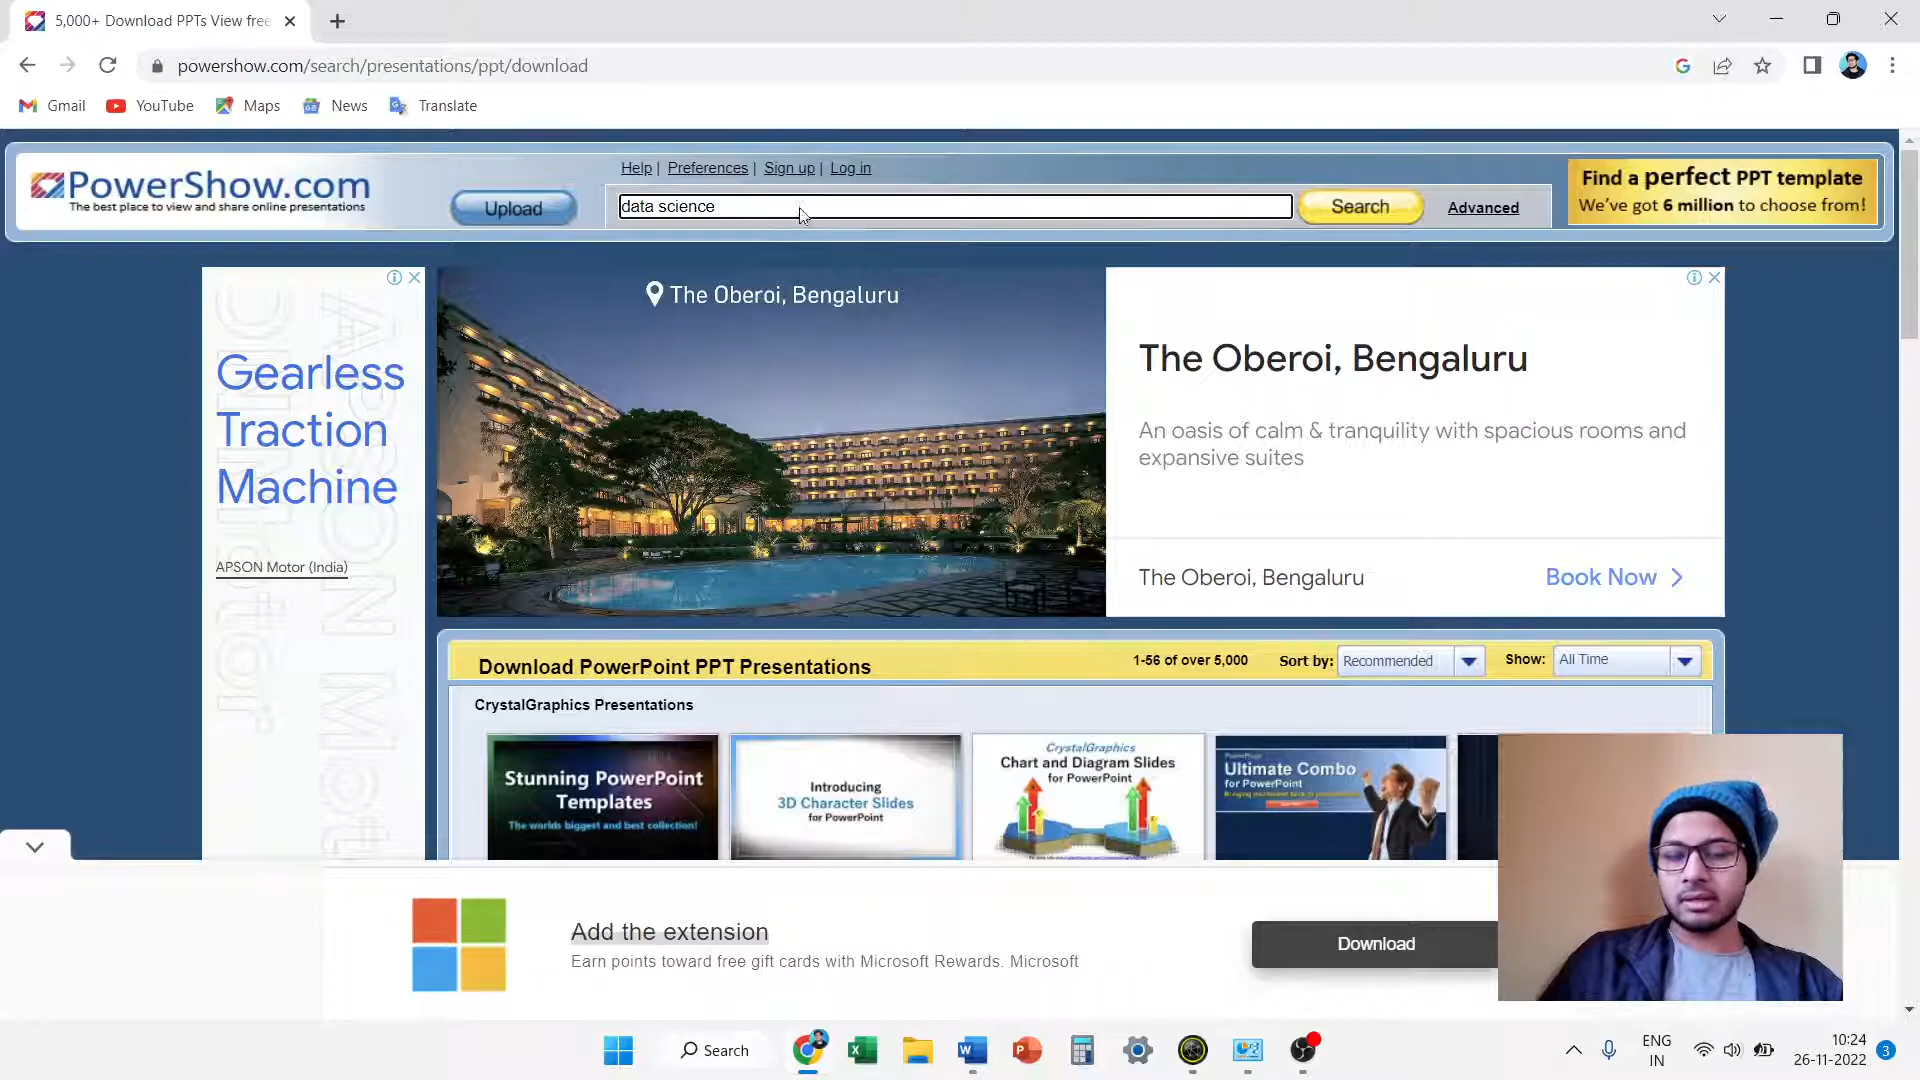 5,000+ Download PPTs View free
powershow.com/search/presentations/ppt/download
Gmail YouTube Maps News Translate
Help | Preferences | Sign up | Log in
PowerShow.com
The best place to view and share online presentations
Upload
data science
Search
Advanced
Find a perfect PPT template
We've got 6 million to choose from!
Gearless
Traction
Machine
APSON Motor (India)
The Oberoi, Bengaluru
The Oberoi, Bengaluru
An oasis of calm & tranquility with spacious rooms and
expansive suites
The Oberoi, Bengaluru
Book Now
Download PowerPoint PPT Presentations
1-56 of over 5,000
Sort by: Recommended
Show: All Time
CrystalGraphics Presentations
Stunning PowerPoint
Templates
The worlds biggest and best collection!
Introducing
3D Character Slides
for PowerPoint
CrystalGraphics
Chart and Diagram Slides
for PowerPoint
Ultimate Combo
for PowerPoint
Add the extension
Earn points toward free gift cards with Microsoft Rewards. Microsoft
Download
Search
ENG
IN
10:24
26-11-2022
3